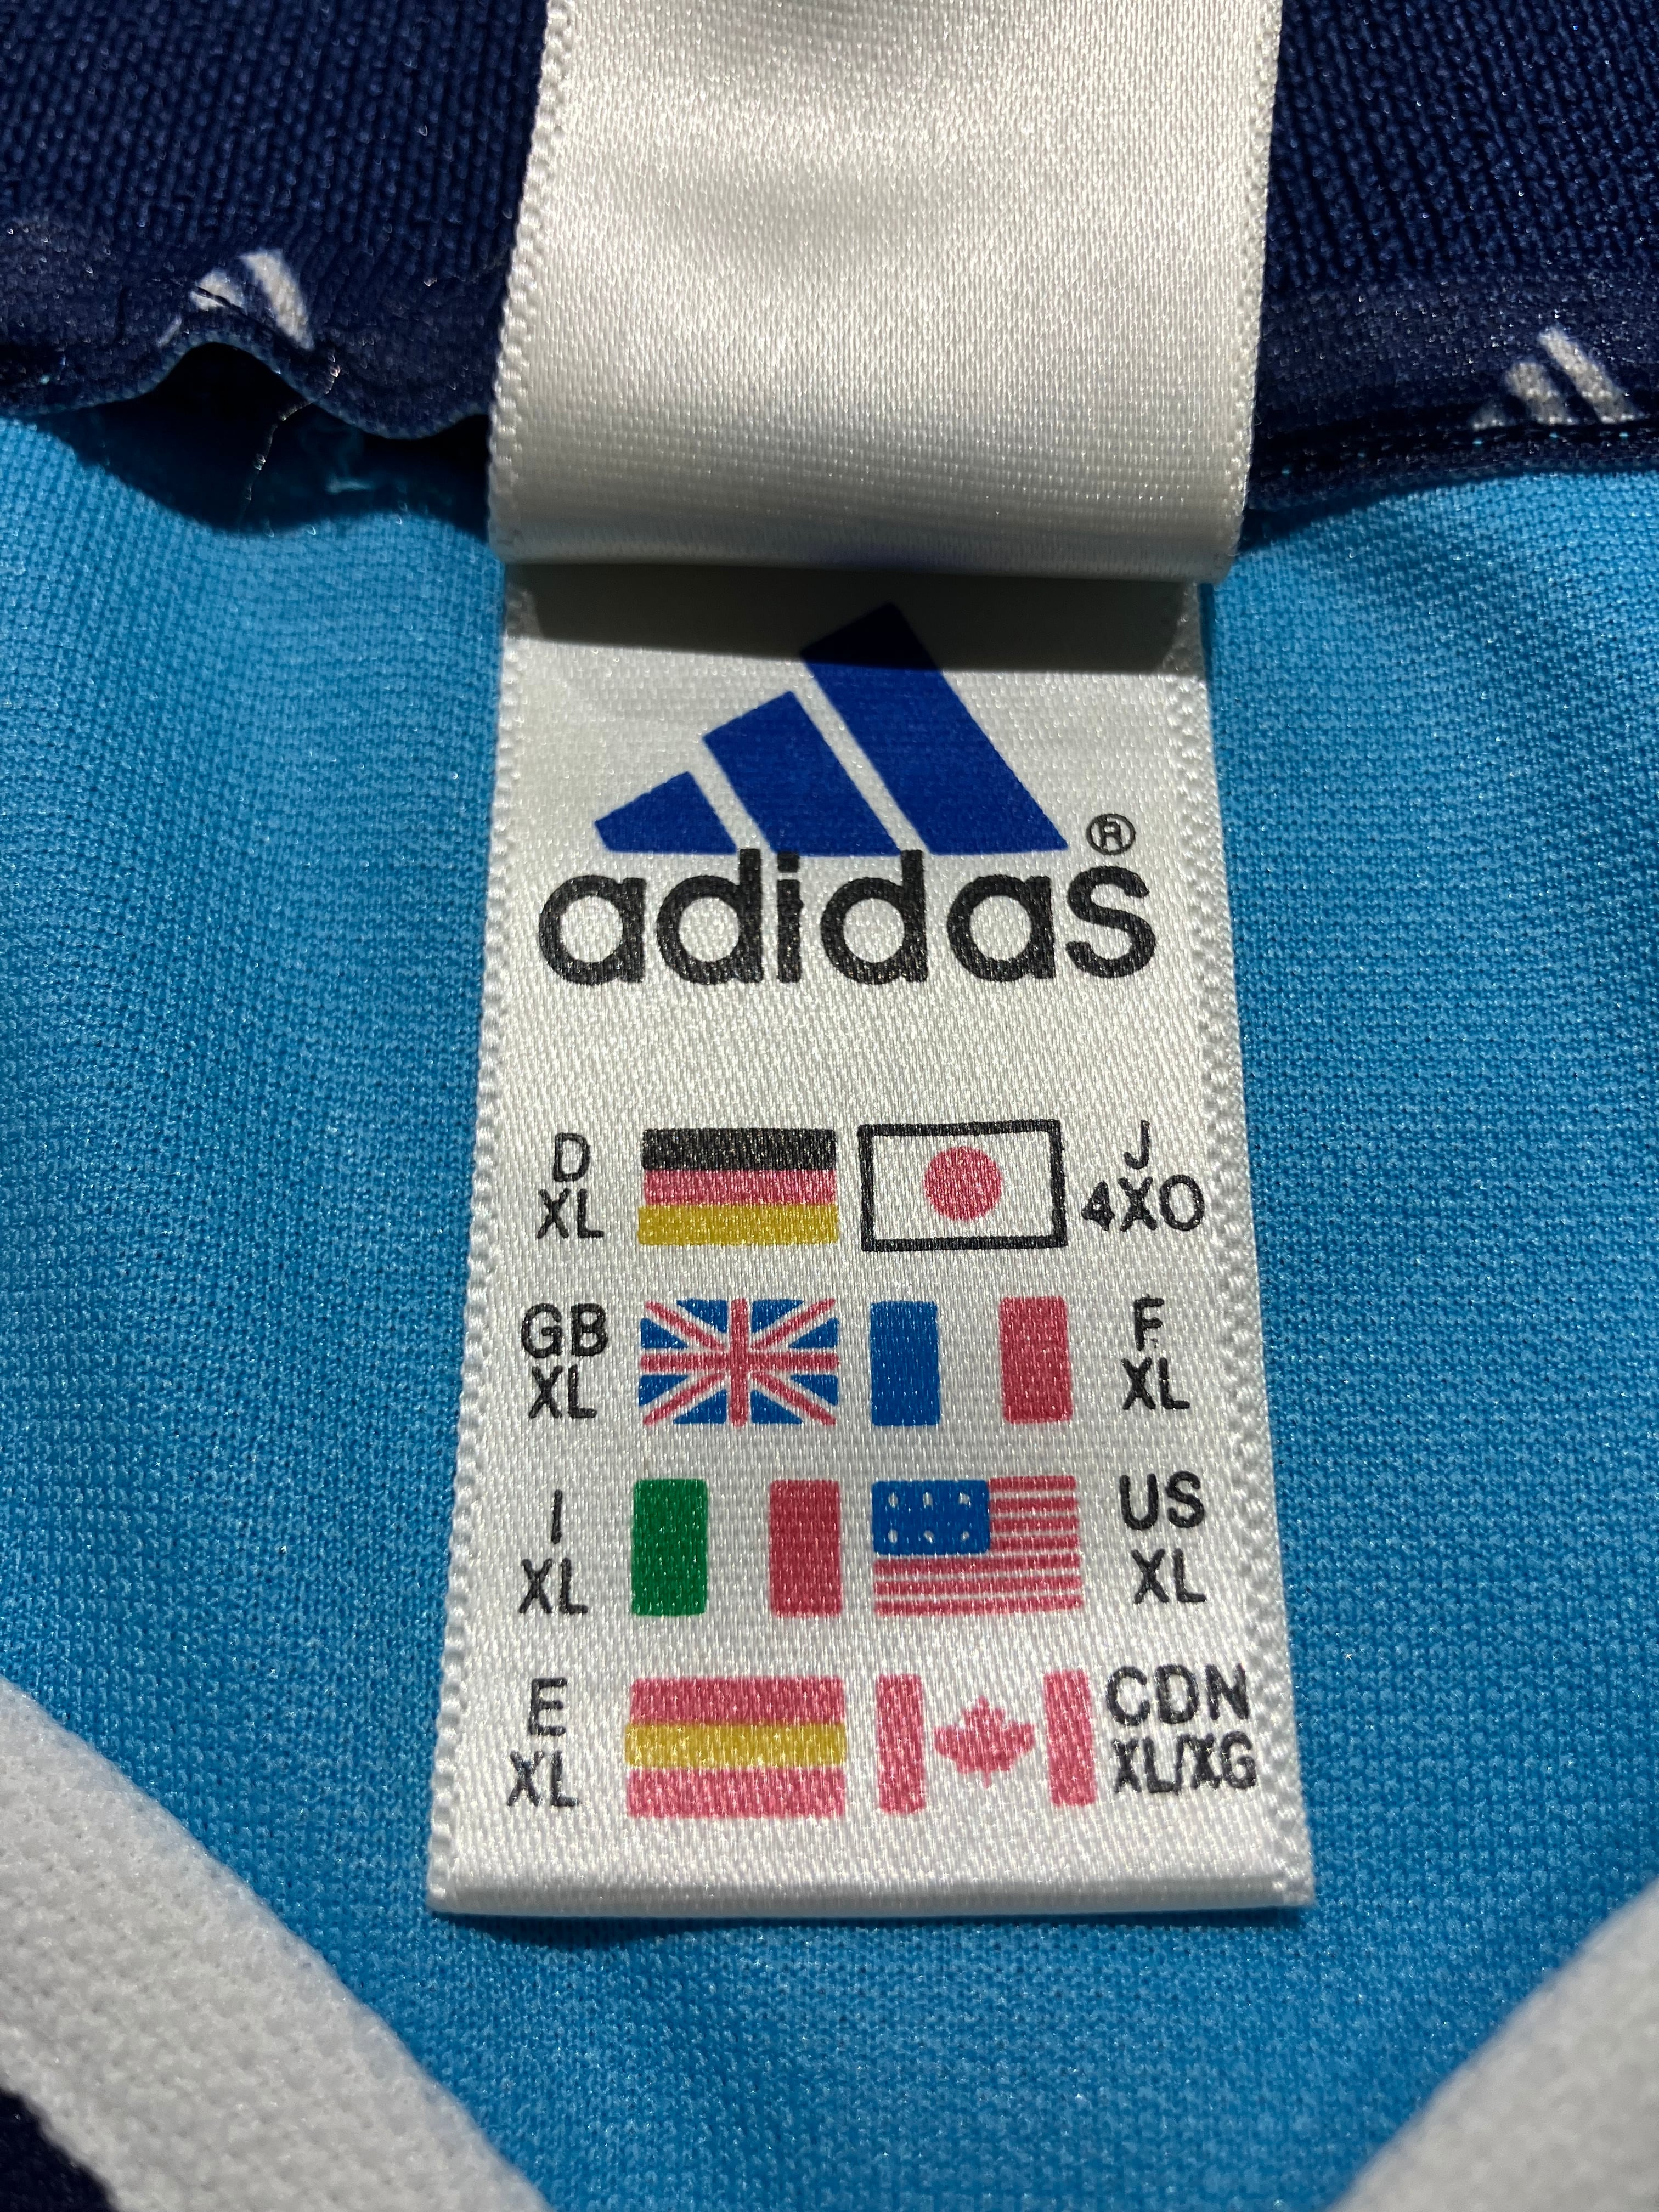 adidas®
D J
XL 4XO
GB F
XL XL
I US
XL XL
E CDN
XL XL/XG